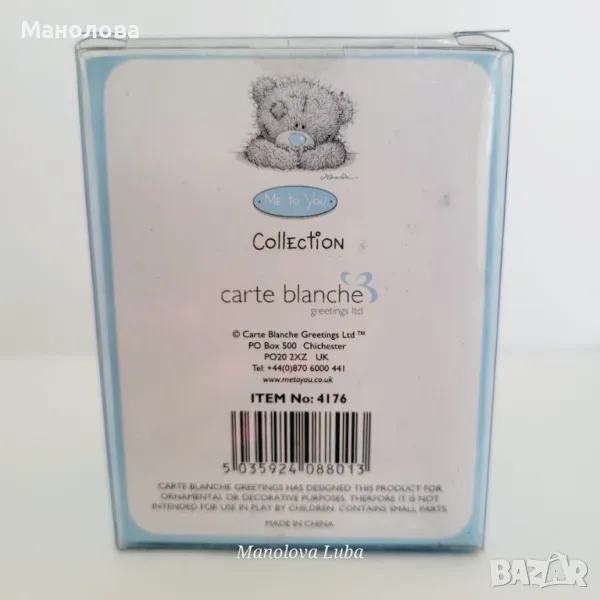 Манолова
ME TO YOU
COLLECTION
carte blanche
greetings ltd
© Carte Blanche Greetings Ltd ™
PO Box 500 Chichester
PO20 2XZ UK
Tel: +44(0)870 6000 441
www.metoyou.co.uk
ITEM No: 4176
5 035924 088013
CARTE BLANCHE GREETINGS HAS DESIGNED THIS PRODUCT FOR
ORNAMENTAL OR DECORATIVE PURPOSES, THERFORE IT IS NOT
INTENDED FOR USE IN PLAY BY CHILDREN. CONTAINS SMALL PARTS.
MADE IN CHINA
Manolova Luba
BAZAR